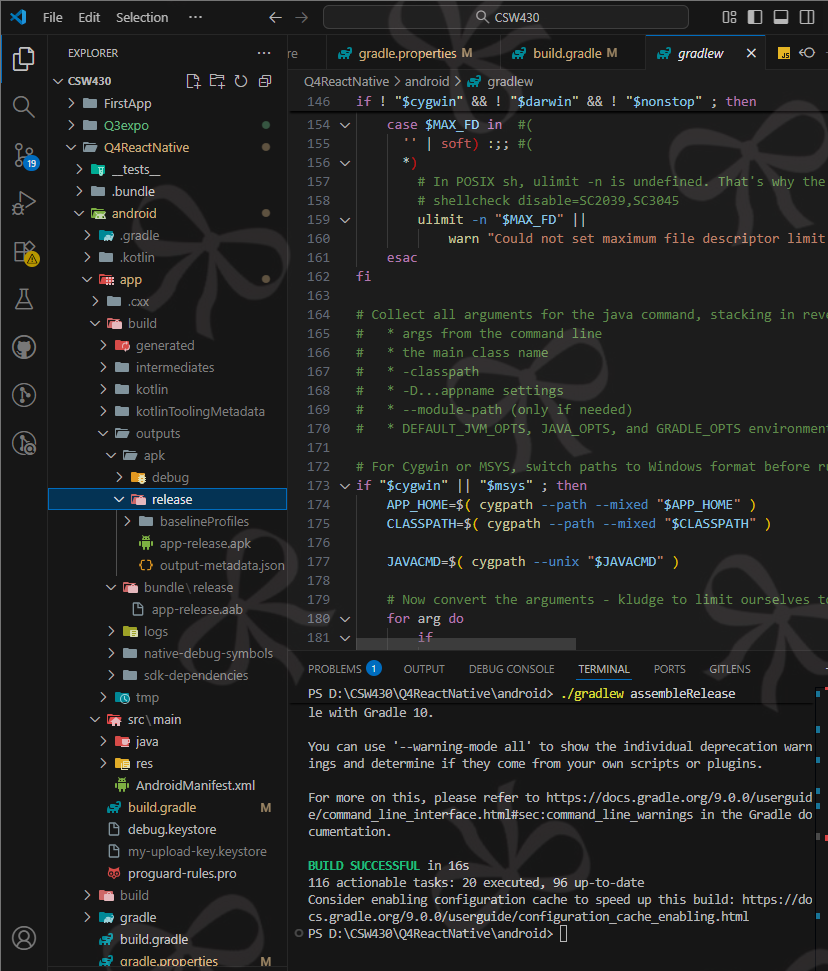 File Edit Selection ··· CSW430
EXPLORER ···
CSW430
FirstApp
Q3expo
Q4ReactNative
__tests__
.bundle
android
.gradle
.kotlin
app
.cxx
build
generated
intermediates
kotlin
kotlinToolingMetadata
outputs
apk
debug
release
baselineProfiles
app-release.apk
output-metadata.json
bundle\release
app-release.aab
logs
native-debug-symbols
sdk-dependencies
tmp
src\main
java
res
AndroidManifest.xml
build.gradle M
debug.keystore
my-upload-key.keystore
proguard-rules.pro
build
gradle
build.gradle
gradle.properties M
19
re gradle.properties M build.gradle M gradlew JS
Q4ReactNative > android > gradlew
146 if ! "$cygwin" && ! "$darwin" && ! "$nonstop" ; then
154 case $MAX_FD in #(
155 '' | soft) :;; #(
156 *)
157 # In POSIX sh, ulimit -n is undefined. That's why the
158 # shellcheck disable=SC2039,SC3045
159 ulimit -n "$MAX_FD" ||
160 warn "Could not set maximum file descriptor limit
161 esac
162 fi
163
164 # Collect all arguments for the java command, stacking in reve
165 #   * args from the command line
166 #   * the main class name
167 #   * -classpath
168 #   * -D...appname settings
169 #   * --module-path (only if needed)
170 #   * DEFAULT_JVM_OPTS, JAVA_OPTS, and GRADLE_OPTS environment
171
172 # For Cygwin or MSYS, switch paths to Windows format before ru
173 if "$cygwin" || "$msys" ; then
174 APP_HOME=$( cygpath --path --mixed "$APP_HOME" )
175 CLASSPATH=$( cygpath --path --mixed "$CLASSPATH" )
176
177 JAVACMD=$( cygpath --unix "$JAVACMD" )
178
179 # Now convert the arguments - kludge to limit ourselves to
180 for arg do
181 if
PROBLEMS 1 OUTPUT DEBUG CONSOLE TERMINAL PORTS GITLENS
PS D:\CSW430\Q4ReactNative\android> ./gradlew assembleRelease
le with Gradle 10.
You can use '--warning-mode all' to show the individual deprecation warn
ings and determine if they come from your own scripts or plugins.
For more on this, please refer to https://docs.gradle.org/9.0.0/userguid
e/command_line_interface.html#sec:command_line_warnings in the Gradle do
cumentation.
BUILD SUCCESSFUL in 16s
116 actionable tasks: 20 executed, 96 up-to-date
Consider enabling configuration cache to speed up this build: https://do
cs.gradle.org/9.0.0/userguide/configuration_cache_enabling.html
PS D:\CSW430\Q4ReactNative\android>